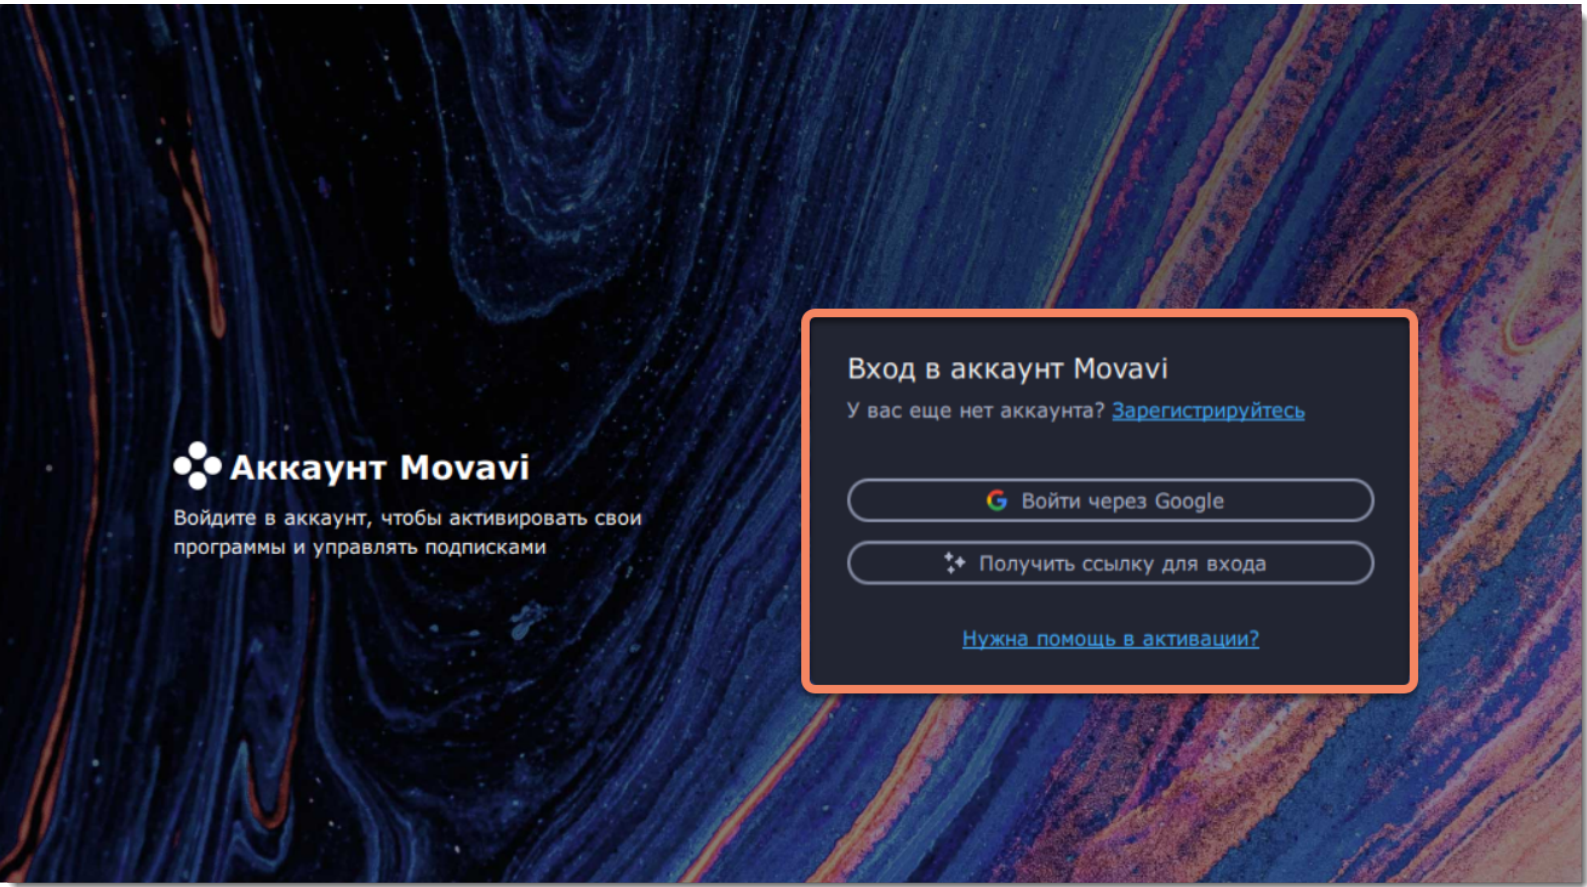 Аккаунт Movavi
Войдите в аккаунт, чтобы активировать свои
программы и управлять подписками
Вход в аккаунт Movavi
У вас еще нет аккаунта? Зарегистрируйтесь
Войти через Google
Получить ссылку для входа
Нужна помощь в активации?